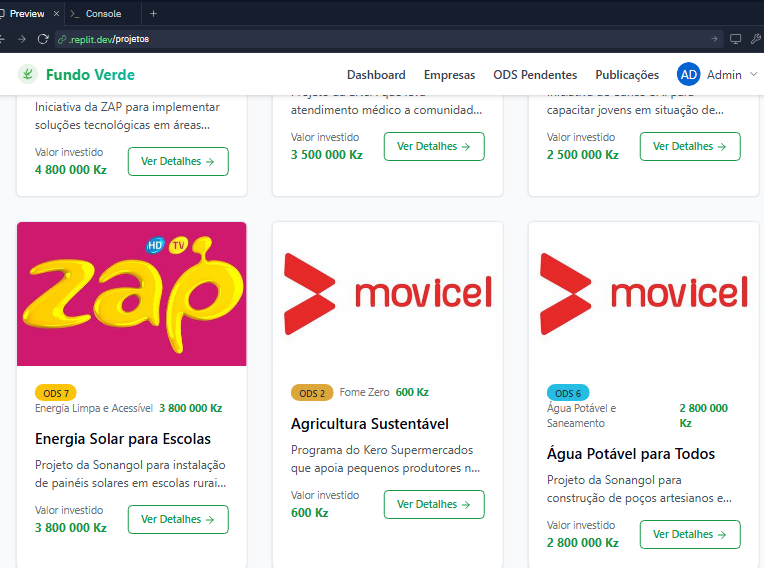 Preview
Console
.replit.dev/projetos
Fundo Verde
Dashboard
Empresas
ODS Pendentes
Publicações
AD
Admin
Iniciativa da ZAP para implementar
soluções tecnológicas em áreas...
Valor investido
4 800 000 Kz
Ver Detalhes →
atendimento médico a comunidad...
Valor investido
3 500 000 Kz
Ver Detalhes →
capacitar jovens em situação de...
Valor investido
2 500 000 Kz
Ver Detalhes →
HD
TV
zap
ODS 7
Energia Limpa e Acessível 3 800 000 Kz
Energia Solar para Escolas
Projeto da Sonangol para instalação
de painéis solares em escolas rurai...
Valor investido
3 800 000 Kz
Ver Detalhes →
movicel
ODS 2 Fome Zero 600 Kz
Agricultura Sustentável
Programa do Kero Supermercados
que apoia pequenos produtores n...
Valor investido
600 Kz
Ver Detalhes →
movicel
ODS 6
Água Potável e
Saneamento
2 800 000
Kz
Água Potável para Todos
Projeto da Sonangol para
construção de poços artesianos e...
Valor investido
2 800 000 Kz
Ver Detalhes →